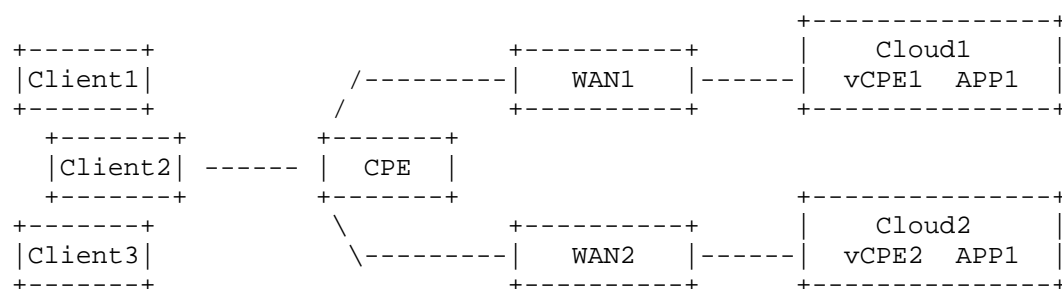 Cloud1
Client1 WAN1 vCPE1 APP1
Client2 CPE
Cloud2
Client3 WAN2 vCPE2 APP1